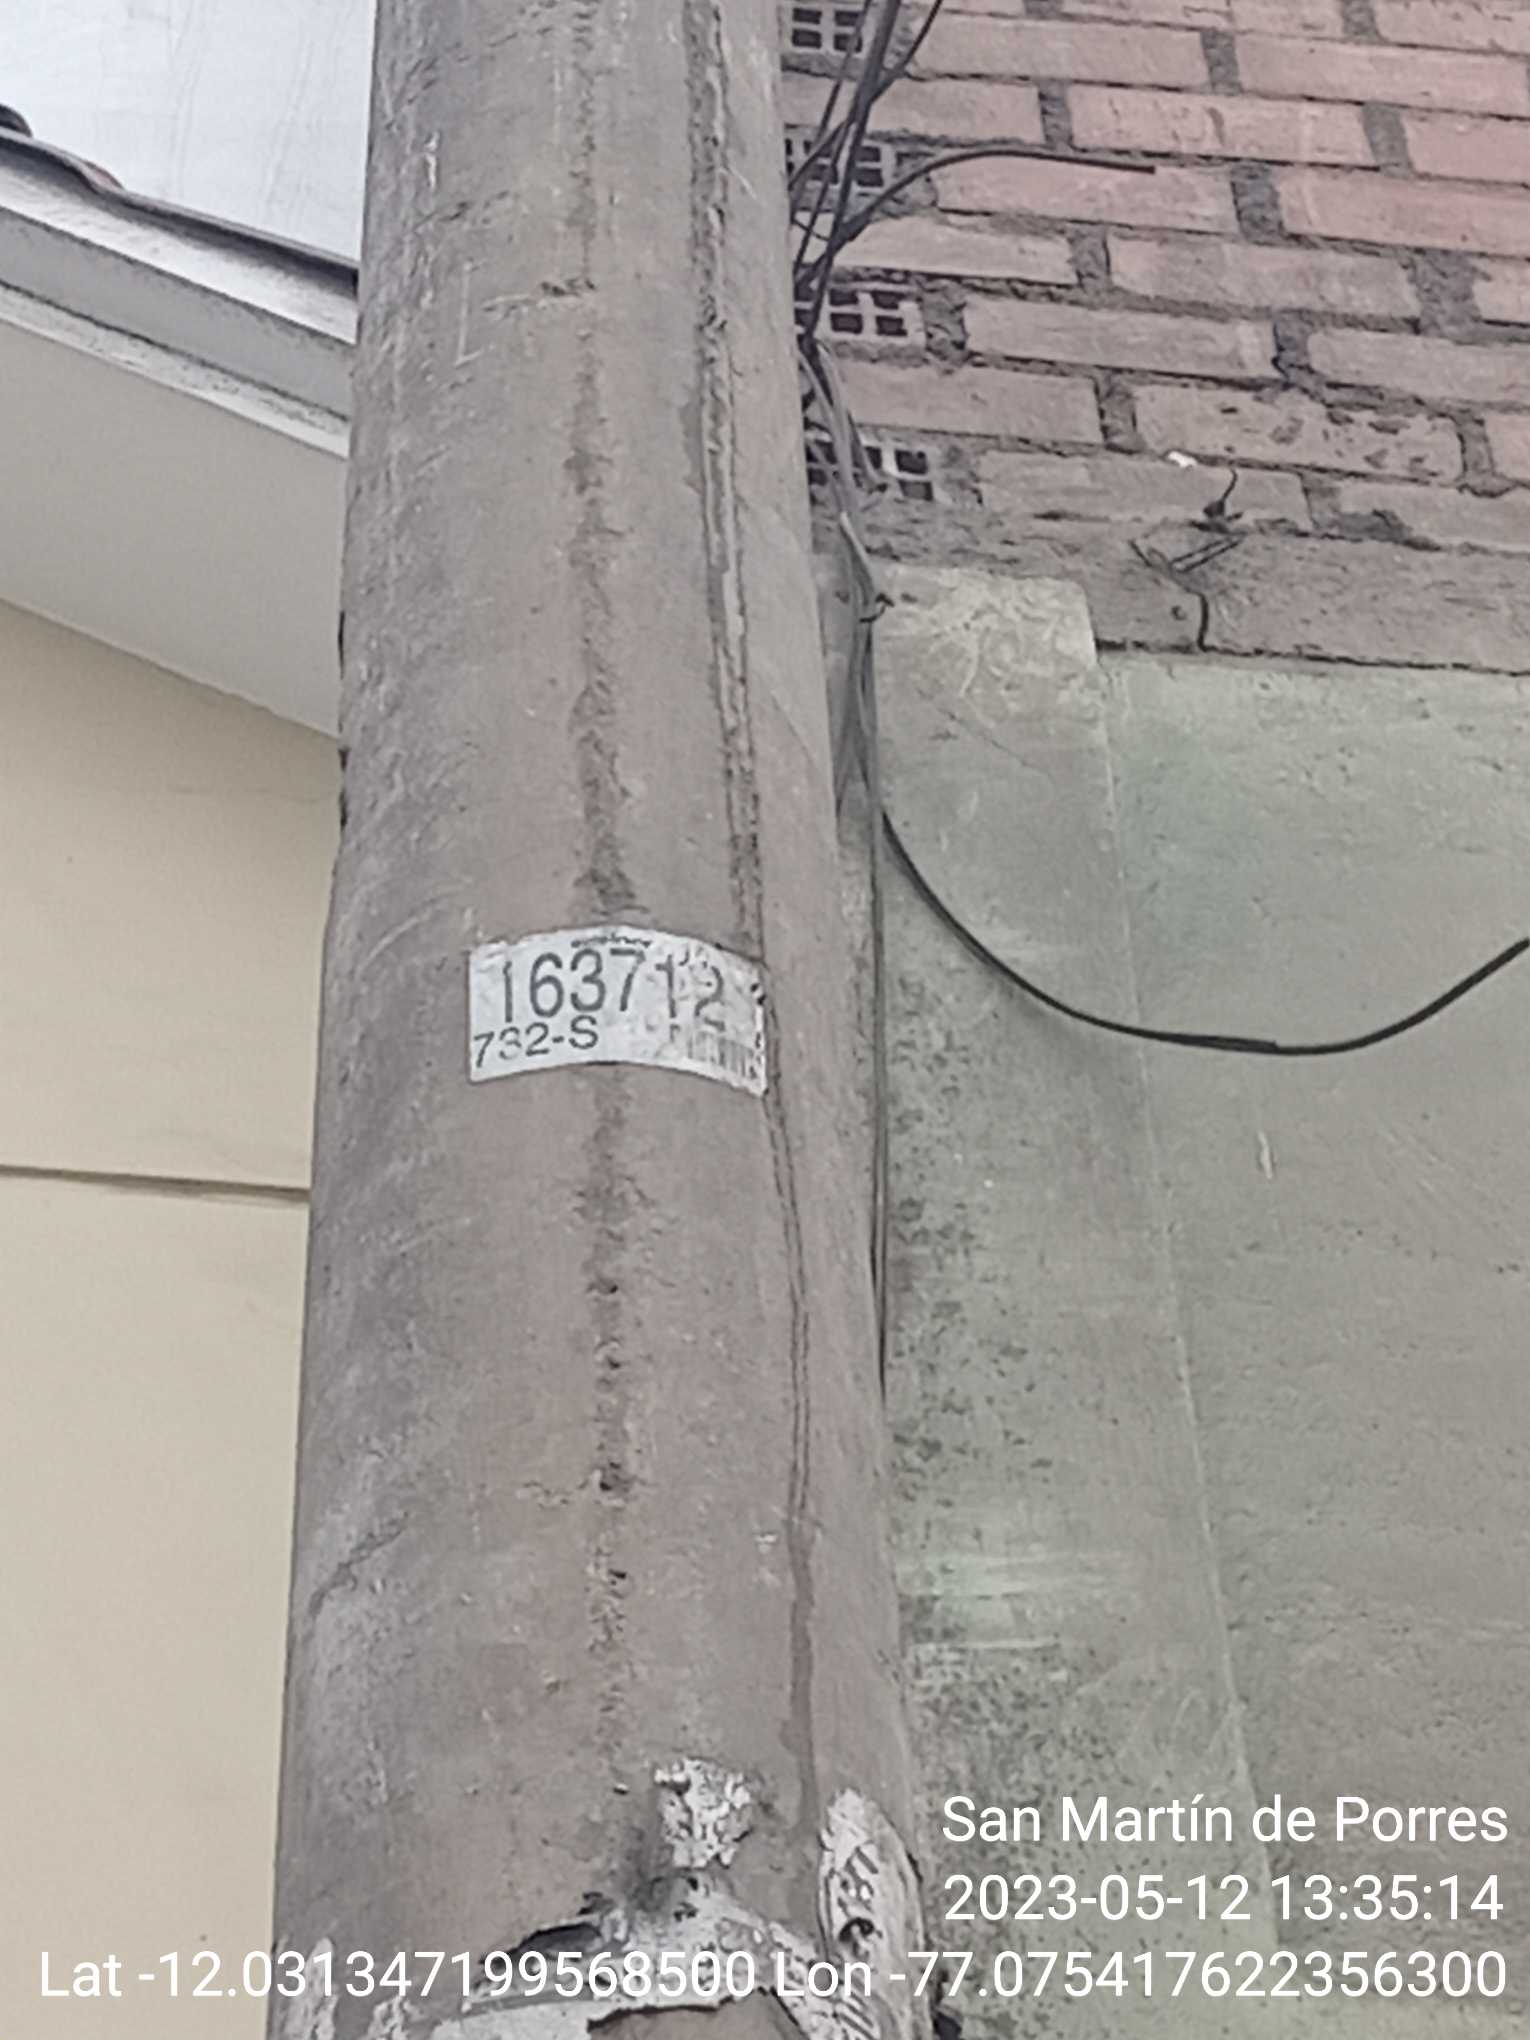 163712
732-S
San Martín de Porres
2023-05-12 13:35:14
Lat -12.031347199568500 Lon -77.075417622356300